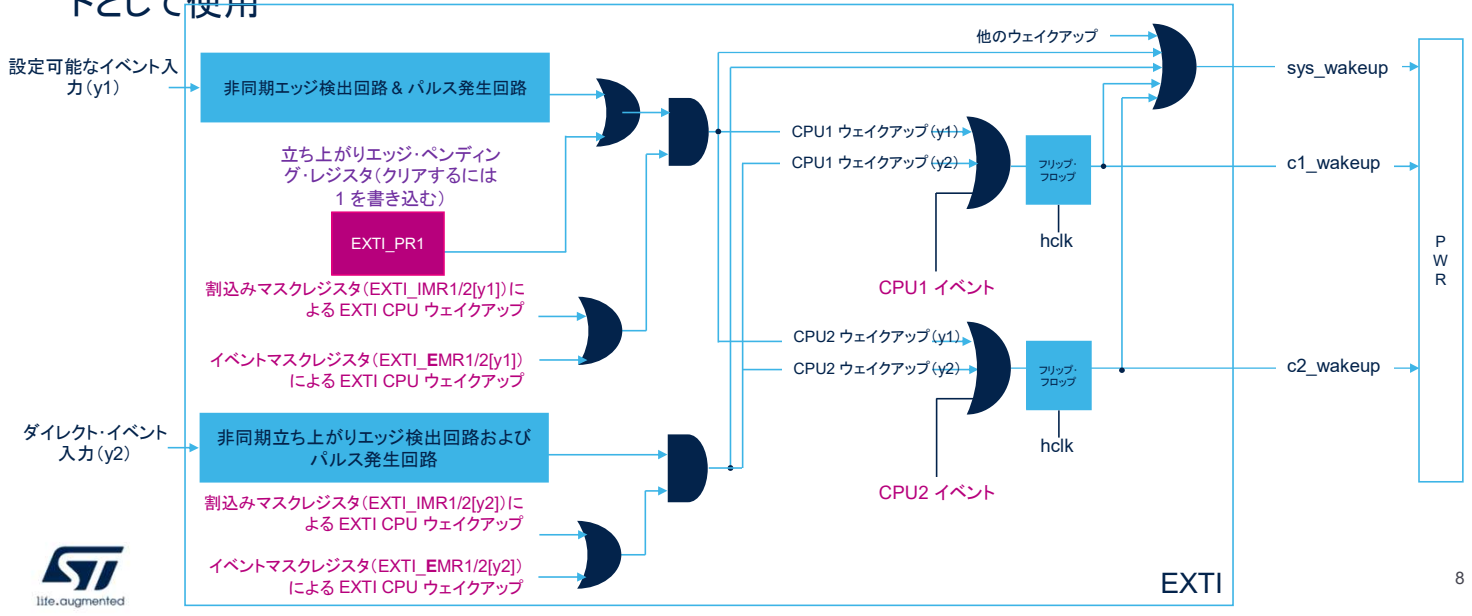 ドとして使用
設定可能なイベント入
力(y1)
非同期エッジ検出回路 & パルス発生回路
立ち上がりエッジ・ペンディン
グ・レジスタ(クリアするには
1 を書き込む)
EXTI_PR1
割込みマスクレジスタ(EXTI_IMR1/2[y1])に
よる EXTI CPU ウェイクアップ
イベントマスクレジスタ(EXTI_EMR1/2[y1])
による EXTI CPU ウェイクアップ
ダイレクト・イベント
入力(y2)
非同期立ち上がりエッジ検出回路および
パルス発生回路
割込みマスクレジスタ(EXTI_IMR1/2[y2])に
よる EXTI CPU ウェイクアップ
イベントマスクレジスタ(EXTI_EMR1/2[y2])
による EXTI CPU ウェイクアップ
他のウェイクアップ
CPU1 ウェイクアップ(y1)
CPU1 ウェイクアップ(y2)
フリップ・
フロップ
hclk
CPU1 イベント
CPU2 ウェイクアップ(y1)
CPU2 ウェイクアップ(y2)
フリップ・
フロップ
hclk
CPU2 イベント
sys_wakeup
c1_wakeup
c2_wakeup
P
W
R
EXTI
ST
life.augmented
8